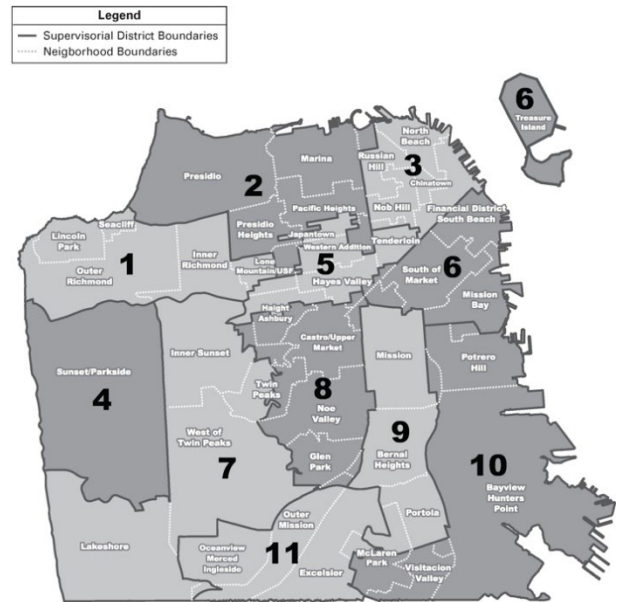 Legend
Supervisorial District Boundaries
Neigborhood Boundaries
6
Treasure
Island
North
Beach
Russian
Hill
3
Chinatown
Nob Hill
Financial District
South Beach
Tenderloin
Presidio
2
Marina
Pacific Heights
Presidio
Heights
Japantown
Western Addition
Lone
Mountain/USF
5
Hayes Valley
Haight
Ashbury
Seacliff
Lincoln
Park
1
Outer
Richmond
Inner
Richmond
6
South of
Market
Mission
Bay
Sunset/Parkside
4
Inner Sunset
Twin
Peaks
West of
Twin Peaks
7
Castro/Upper
Market
8
Noe
Valley
Glen
Park
Mission
9
Bernal
Heights
Portola
Potrero
Hill
10
Bayview
Hunters
Point
Lakeshore
Oceanview
Merced
Ingleside
Outer
Mission
11
Excelsior
McLaren
Park
Visitacion
Valley